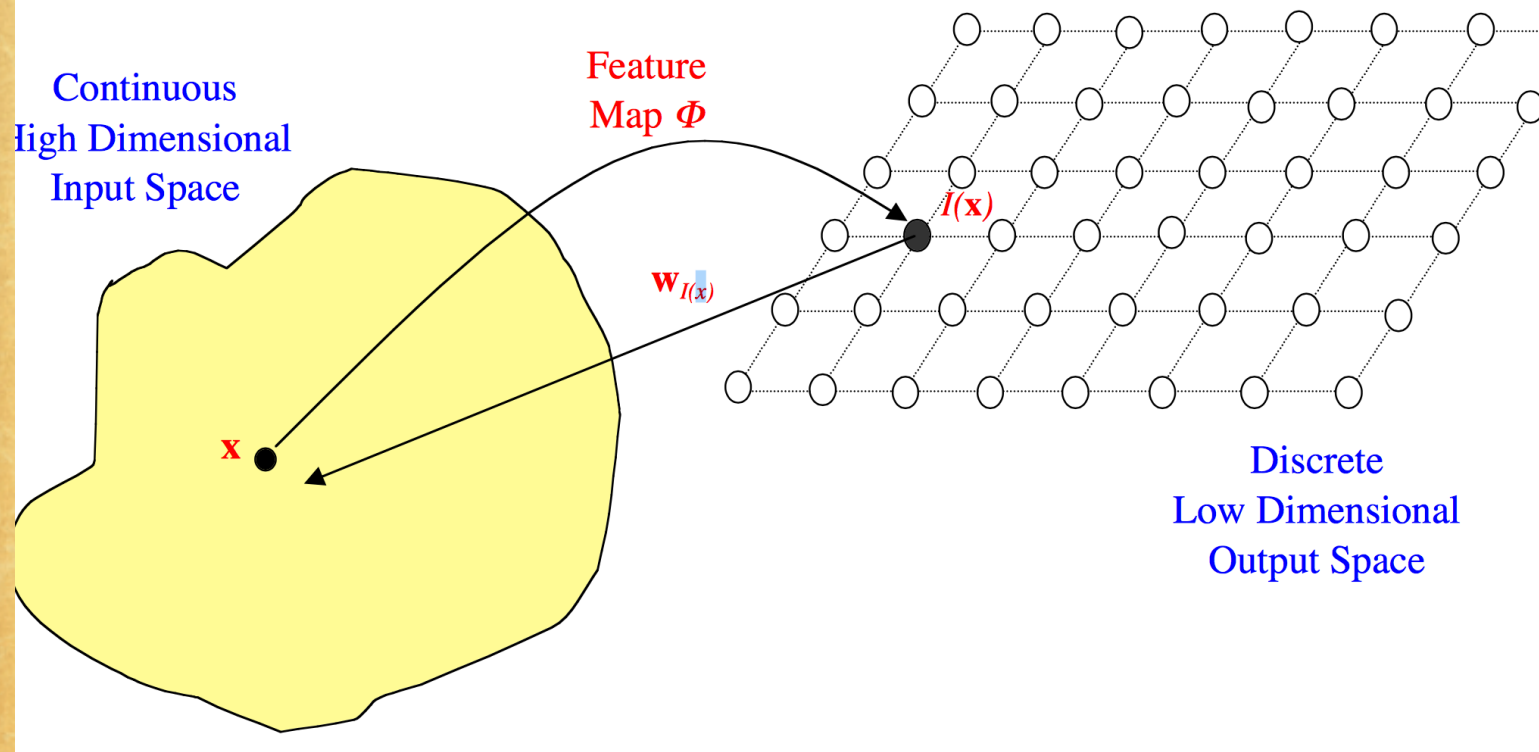 Continuous
High Dimensional
Input Space
Feature
Map Φ
I(x)
w_I(x)
x
Discrete
Low Dimensional
Output Space